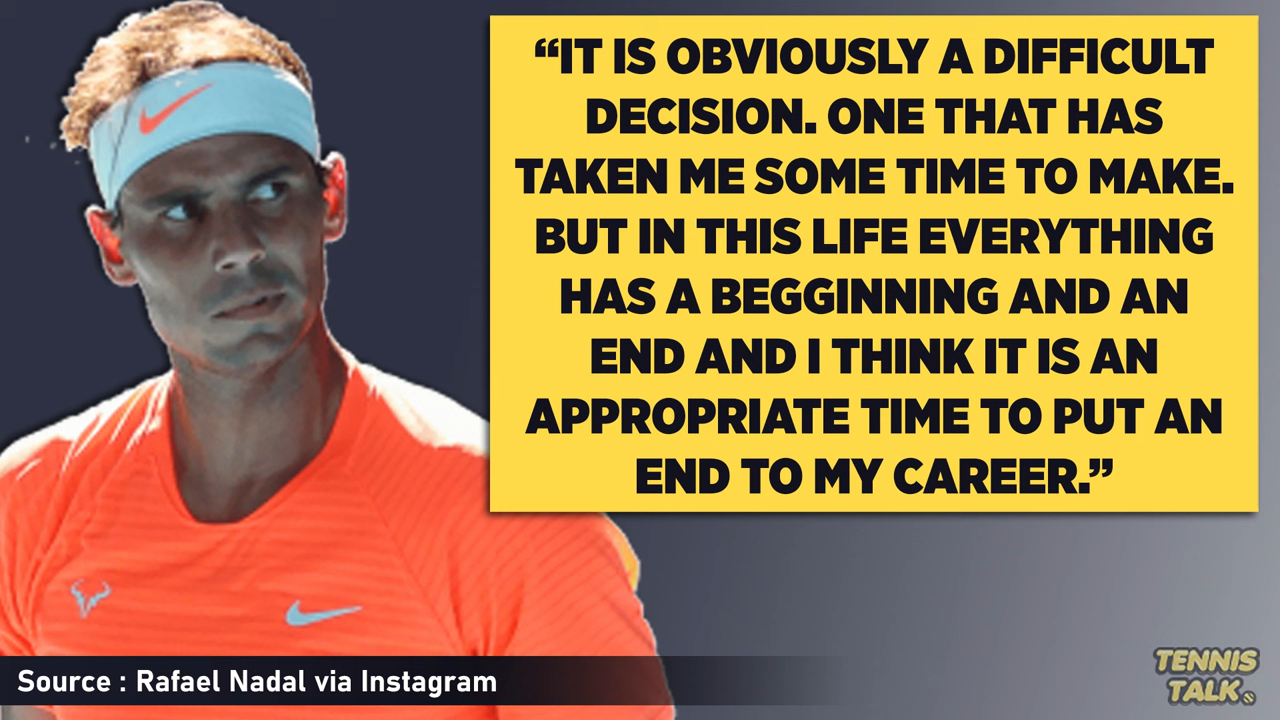 “IT IS OBVIOUSLY A DIFFICULT
DECISION. ONE THAT HAS
TAKEN ME SOME TIME TO MAKE.
BUT IN THIS LIFE EVERYTHING
HAS A BEGGINNING AND AN
END AND I THINK IT IS AN
APPROPRIATE TIME TO PUT AN
END TO MY CAREER.”
Source : Rafael Nadal via Instagram
TENNIS
TALK